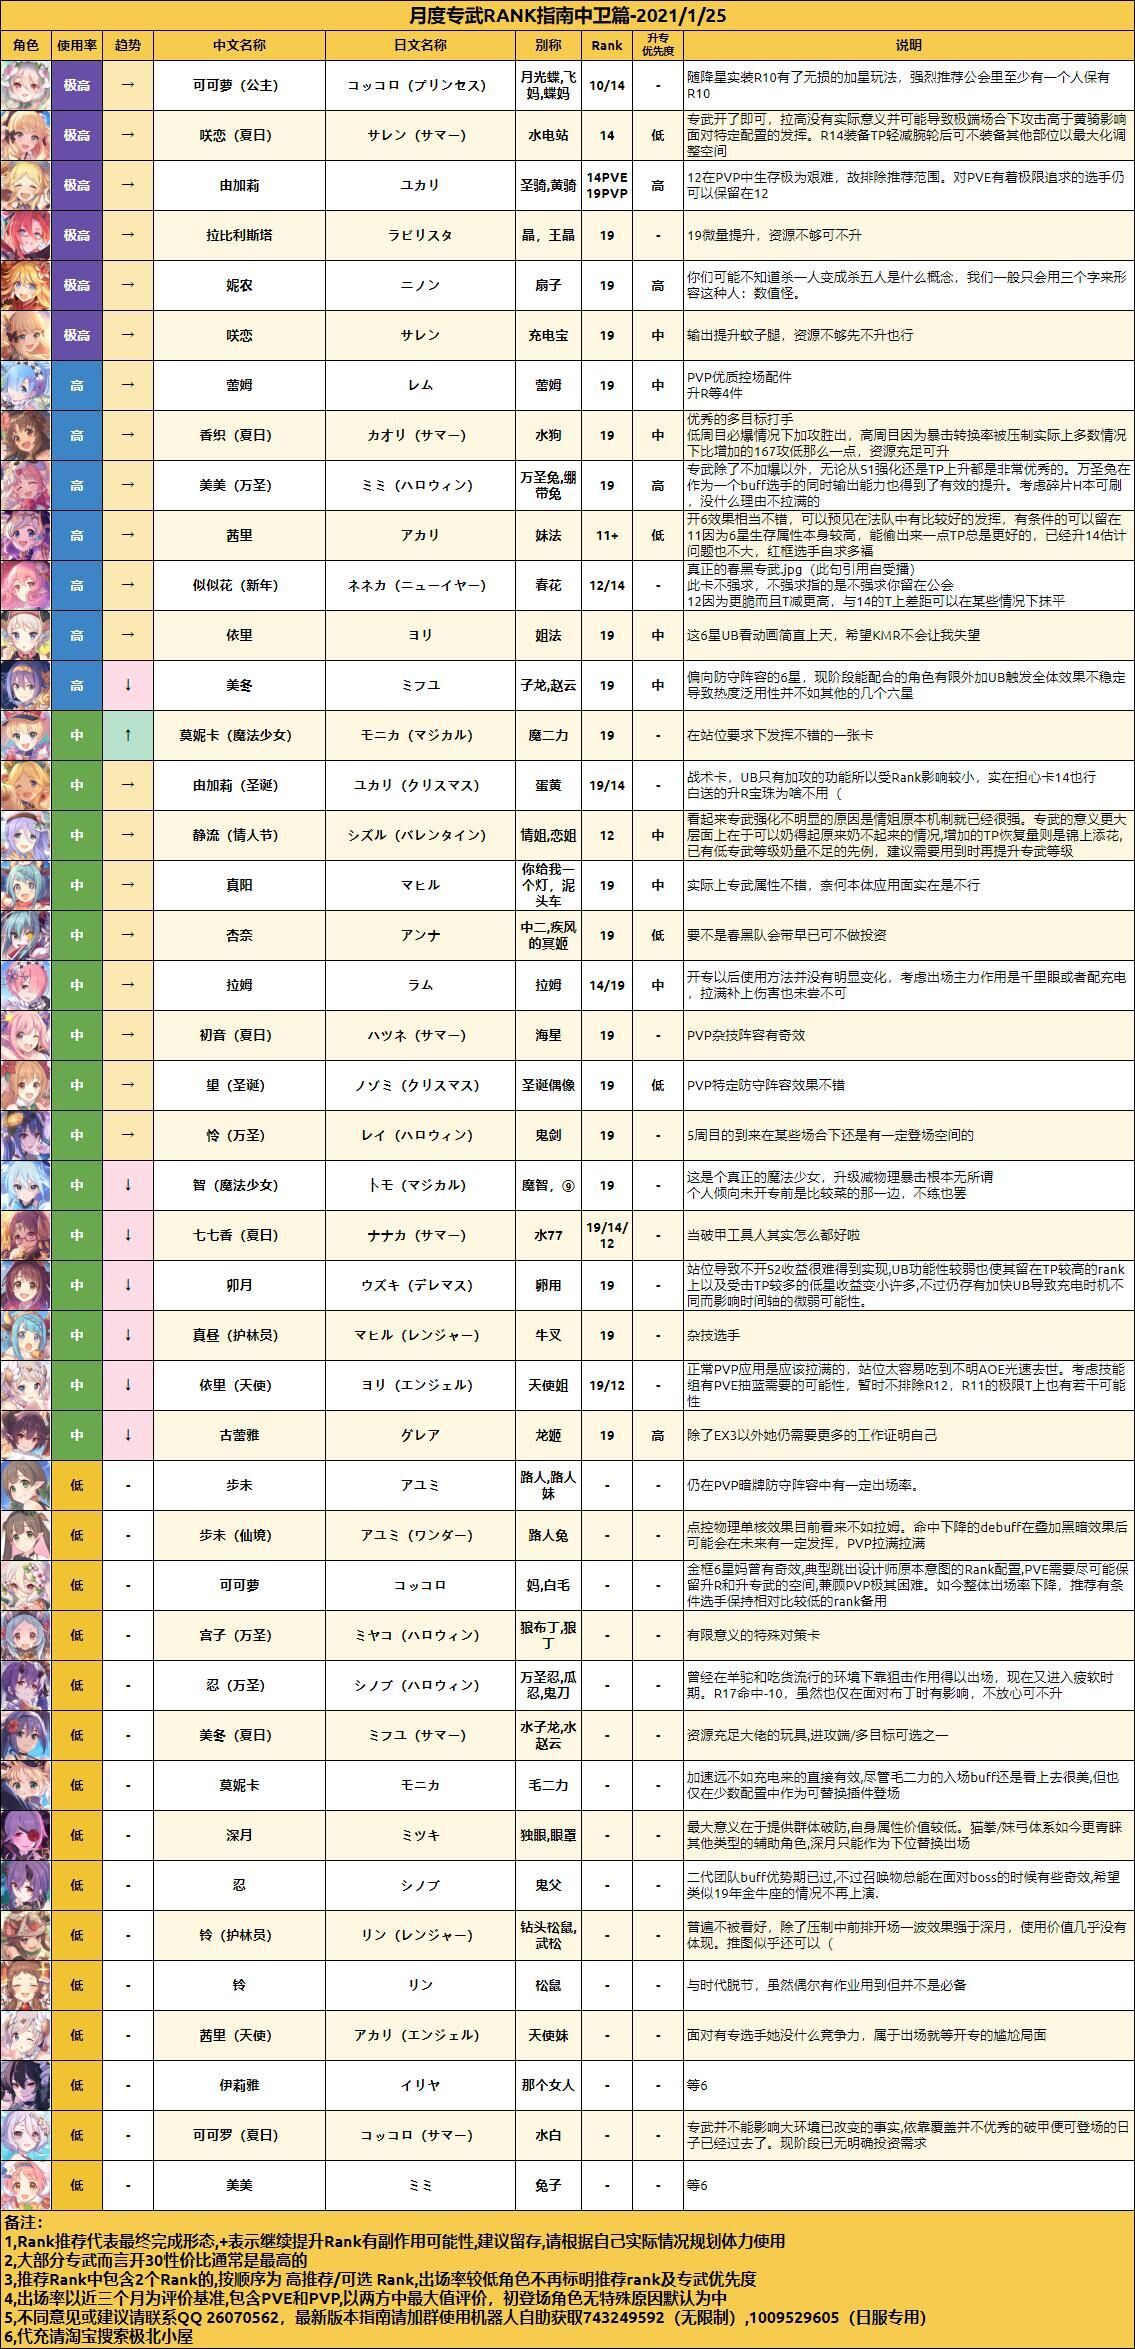 月度专武RANK指南中卫篇-2021/1/25
角色 使用率 趋势 中文名称 日文名称 别称 Rank 升专优先度 说明
极高 → 可可萝（公主） コッコロ（プリンセス） 月光蝶,飞妈,蝶妈 10/14 - 随降星实装R10有了无损的加星玩法，强烈推荐公会里至少有一个人保有R10
极高 → 咲恋（夏日） サレン（サマー） 水电站 14 低 专武开了即可，拉高没有实际意义并可能导致极端场合下攻击高于黄骑影响面对特定配置的发挥。R14装备TP轻减腕轮后可不装备其他部位以最大化调整空间
极高 → 由加莉 ユカリ 圣骑,黄骑 14PVE 19PVP 高 12在PVP中生存极为艰难，故排除推荐范围。对PVE有着极限追求的选手仍可以保留在12
极高 → 拉比利斯塔 ラビリスタ 晶，王晶 19 - 19微量提升，资源不够可不升
极高 → 妮农 ニノン 扇子 19 高 你们可能不知道杀一人变成杀五人是什么概念，我们一般只会用三个字来形容这种人：数值怪。
极高 → 咲恋 サレン 充电宝 19 中 输出提升蚊子腿，资源不够先不升也行
高 → 蕾姆 レム 蕾姆 19 中 PVP优质控场配件
升R等4件
高 → 香织（夏日） カオリ（サマー） 水狗 19 中 优秀的多目标打手
低周目必爆情况下加攻胜出，高周目因为暴击转换率被压制实际上多数情况下比增加的167攻低那么一点，资源充足可升
高 → 美美（万圣） ミミ（ハロウィン） 万圣兔,绷带兔 19 高 专武除了不加爆以外，无论从S1强化还是TP上升都是非常优秀的。万圣兔在作为一个buff选手的同时输出能力也得到了有效的提升。考虑碎片H本可刷，没什么理由不拉满的
高 → 茜里 アカリ 妹法 11+ 低 开6效果相当不错，可以预见在法队中有比较好的发挥，有条件的可以留在11因为6星生存属性本身较高，能偷出来一点TP总是更好的，已经升14估计问题也不大，红框选手自求多福
高 → 似似花（新年） ネネカ（ニューイヤー） 春花 12/14 - 真正的春黑专武.jpg（此句引用自受播）
此卡不强求，不强求指的是不强求你留在公会
12因为更脆而且T减更高，与14的T上差距可以在某些情况下抹平
高 → 依里 ヨリ 姐法 19 中 这6星UB看动画简直上天，希望KMR不会让我失望
高 ↓ 美冬 ミフユ 子龙,赵云 19 中 偏向防守阵容的6星，现阶段能配合的角色有限外加UB触发全体效果不稳定导致热度泛用性并不如其他的几个六星
中 ↑ 莫妮卡（魔法少女） モニカ（マジカル） 魔二力 19 - 在站位要求下发挥不错的一张卡
中 → 由加莉（圣诞） ユカリ（クリスマス） 蛋黄 19/14 - 战术卡，UB只有加攻的功能所以受Rank影响较小，实在担心卡14也行
白送的升R宝珠为啥不用（
中 → 静流（情人节） シズル（バレンタイン） 情姐,恋姐 12 中 看起来专武强化不明显的原因是情姐原本机制就已经很强。专武的意义更大层面上在于可以奶得起原来奶不起来的情况,增加的TP恢复量则是锦上添花,已有低专武等级奶量不足的先例，建议需要用到时再提升专武等级
中 → 真阳 マヒル 你给我一个灯，泥头车 19 中 实际上专武属性不错，奈何本体应用面实在是不行
中 → 杏奈 アンナ 中二,疾风的冥姬 19 低 要不是春黑队会带早已可不做投资
中 → 拉姆 ラム 拉姆 14/19 中 开专以后使用方法并没有明显变化，考虑出场主力作用是千里眼或者配充电，拉满补上伤害也未尝不可
中 → 初音（夏日） ハツネ（サマー） 海星 19 - PVP杂技阵容有奇效
中 → 望（圣诞） ノゾミ（クリスマス） 圣诞偶像 19 低 PVP特定防守阵容效果不错
中 → 怜（万圣） レイ（ハロウィン） 鬼剑 19 - 5周目的到来在某些场合下还是有一定登场空间的
中 ↓ 智（魔法少女） トモ（マジカル） 魔智，⑨ 19 - 这是个真正的魔法少女，升级减物理暴击根本无所谓
个人倾向未开专前是比较菜的那一边，不练也罢
中 ↓ 七七香（夏日） ナナカ（サマー） 水77 19/14/12 - 当破甲工具人其实怎么都好啦
中 ↓ 卯月 ウズキ（デレマス） 卵用 19 - 站位导致不开S2收益很难得到实现,UB功能性较弱也使其留在TP较高的rank上以及受击TP较多的低星收益变小许多,不过仍存有加快UB导致充电时机不同而影响时间轴的微弱可能性。
中 ↓ 真昼（护林员） マヒル（レンジャー） 牛叉 19 - 杂技选手
中 ↓ 依里（天使） ヨリ（エンジェル） 天使姐 19/12 - 正常PVP应用是应该拉满的，站位太容易吃到不明AOE光速去世。考虑技能组有PVE抽蓝需要的可能性，暂时不排除R12，R11的极限T上也有若干可能性
中 ↓ 古蕾雅 グレア 龙姬 19 高 除了EX3以外她仍需要更多的工作证明自己
低 - 步未 アユミ 路人,路人妹 - - 仍在PVP暗牌防守阵容中有一定出场率。
低 - 步未（仙境） アユミ（ワンダー） 路人兔 - - 点控物理单核效果目前看来不如拉姆。命中下降的debuff在叠加黑暗效果后可能会在未来有一定发挥，PVP拉满拉满
低 - 可可萝 コッコロ 妈,白毛 - - 金框6星妈曾有奇效,典型跳出设计师原本意图的Rank配置,PVE需要尽可能保留升R和升专武的空间,兼顾PVP极其困难。如今整体出场率下降，推荐有条件选手保持相对比较低的rank备用
低 - 宫子（万圣） ミヤコ（ハロウィン） 狼布丁,狼丁 - - 有限意义的特殊对策卡
低 - 忍（万圣） シノブ（ハロウィン） 万圣忍,瓜忍,鬼刀 - - 曾经在羊驼和吃货流行的环境下靠狙击作用得以出场，现在又进入疲软时期。R17命中-10，虽然也仅在面对布丁时有影响，不放心可不升
低 - 美冬（夏日） ミフユ（サマー） 水子龙,水赵云 - - 资源充足大佬的玩具,进攻端/多目标可选之一
低 - 莫妮卡 モニカ 毛二力 - - 加速远不如充电来的直接有效,尽管毛二力的入场buff还是看上去很美,但也仅在少数配置中作为可替换插件登场
低 - 深月 ミツキ 独眼,眼罩 - - 最大意义在于提供群体破防,自身属性价值较低。猫拳/妹弓体系如今更青睐其他类型的辅助角色,深月只能作为下位替换出场
低 - 忍 シノブ 鬼父 - - 二代团队buff优势期已过,不过召唤物总能在面对boss的时候有些奇效,希望类似19年金牛座的情况不再上演.
低 - 铃（护林员） リン（レンジャー） 钻头松鼠,武松 - - 普遍不被看好，除了压制中前排开场一波效果强于深月，使用价值几乎没有体现。推图似乎还可以（
低 - 铃 リン 松鼠 - - 与时代脱节，虽然偶尔有作业用到但并不是必备
低 - 茜里（天使） アカリ（エンジェル） 天使妹 - - 面对有专选手她没什么竞争力，属于出场就等开专的尴尬局面
低 - 伊莉雅 イリヤ 那个女人 - - 等6
低 - 可可罗（夏日） コッコロ（サマー） 水白 - - 专武并不能影响大环境已改变的事实,依靠覆盖并不优秀的破甲便可登场的日子已经过去了。现阶段已无明确投资需求
低 - 美美 ミミ 兔子 - - 等6
备注：
1,Rank推荐代表最终完成形态,+表示继续提升Rank有副作用可能性,建议留存,请根据自己实际情况规划体力使用
2,大部分专武而言开30性价比通常是最高的
3,推荐Rank中包含2个Rank的,按顺序为 高推荐/可选 Rank,出场率较低角色不再标明推荐rank及专武优先度
4,出场率以近三个月为评价基准,包含PVE和PVP,以两方中最大值评价，初登场角色无特殊原因默认为中
5,不同意见或建议请联系QQ 26070562，最新版本指南请加群使用机器人自助获取743249592（无限制）,1009529605（日服专用）
6,代充请淘宝搜索极北小屋